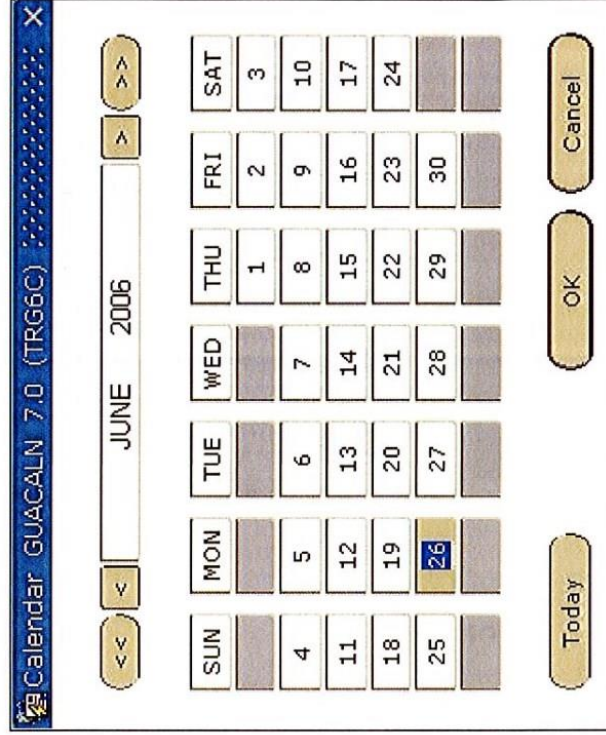 Calendar GUACALN 7.0 (TRG6C) X
<< < JUNE 2006 > >>
SUN MON TUE WED THU FRI SAT
1 2 3
4 5 6 7 8 9 10
11 12 13 14 15 16 17
18 19 20 21 22 23 24
25 26 27 28 29 30
Today OK Cancel